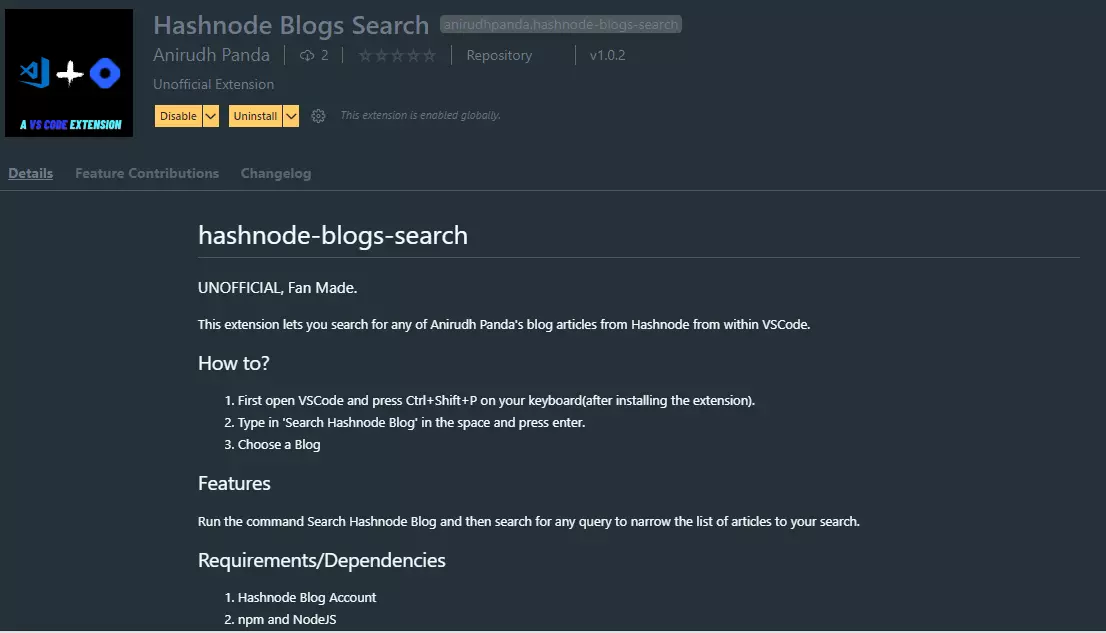 Hashnode Blogs Search anirudhpanda.hashnode-blogs-search
Anirudh Panda 2 Repository v1.0.2
Unofficial Extension
Disable Uninstall This extension is enabled globally.
A VS CODE EXTENSION
Details Feature Contributions Changelog
hashnode-blogs-search
UNOFFICIAL, Fan Made.
This extension lets you search for any of Anirudh Panda's blog articles from Hashnode from within VSCode.
How to?
1. First open VSCode and press Ctrl+Shift+P on your keyboard(after installing the extension).
2. Type in 'Search Hashnode Blog' in the space and press enter.
3. Choose a Blog
Features
Run the command Search Hashnode Blog and then search for any query to narrow the list of articles to your search.
Requirements/Dependencies
1. Hashnode Blog Account
2. npm and NodeJS